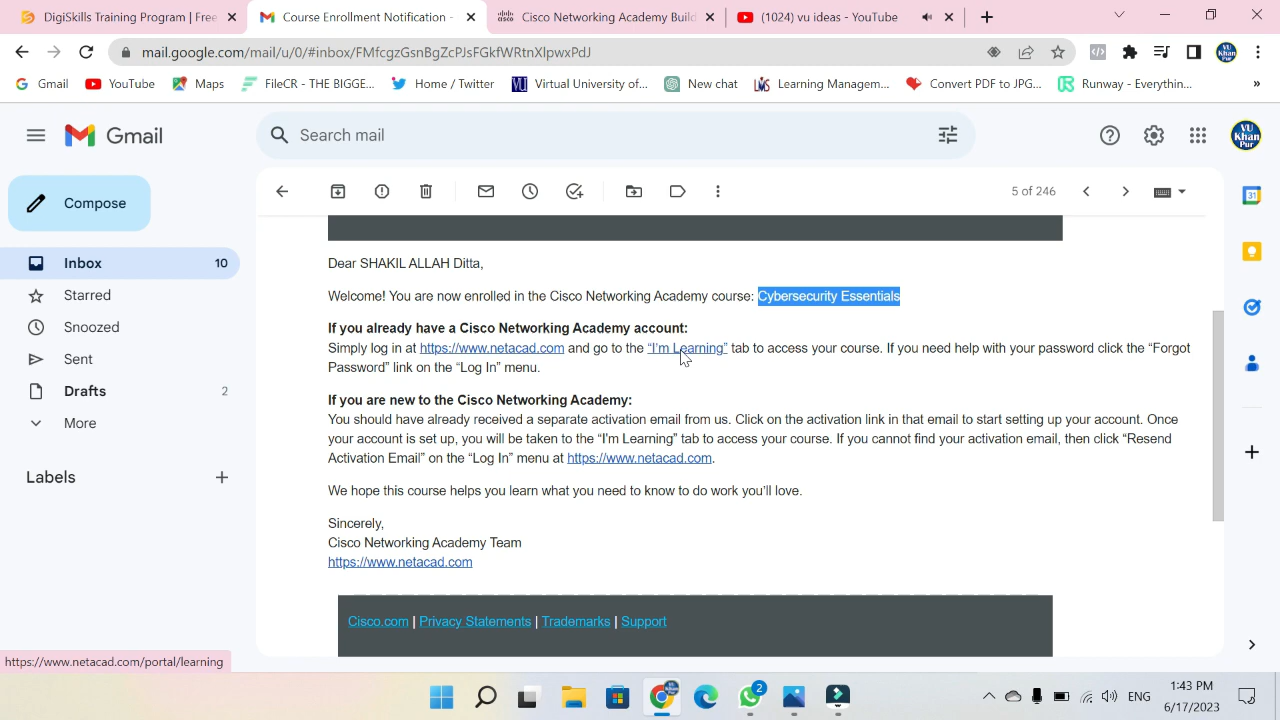 DigiSkills Training Program | Free
Course Enrollment Notification -
Cisco Networking Academy Build
(1024) vu ideas - YouTube
mail.google.com/mail/u/0/#inbox/FMfcgzGsnBgZcPJsFGkfWRtnXlpwxPdJ
Gmail
YouTube
Maps
FileCR - THE BIGGE...
Home / Twitter
Virtual University of...
New chat
Learning Managem...
Convert PDF to JPG...
Runway - Everythin...
»
Gmail
Search mail
VU Khan Pur
Compose
5 of 246
Inbox 10
Starred
Snoozed
Sent
Drafts 2
More
Labels
Dear SHAKIL ALLAH Ditta,
Welcome! You are now enrolled in the Cisco Networking Academy course: Cybersecurity Essentials
If you already have a Cisco Networking Academy account:
Simply log in at https://www.netacad.com and go to the “I’m Learning” tab to access your course. If you need help with your password click the “Forgot
Password” link on the “Log In” menu.
If you are new to the Cisco Networking Academy:
You should have already received a separate activation email from us. Click on the activation link in that email to start setting up your account. Once
your account is set up, you will be taken to the “I’m Learning” tab to access your course. If you cannot find your activation email, then click “Resend
Activation Email” on the “Log In” menu at https://www.netacad.com.
We hope this course helps you learn what you need to know to do work you’ll love.
Sincerely,
Cisco Networking Academy Team
https://www.netacad.com
Cisco.com | Privacy Statements | Trademarks | Support
https://www.netacad.com/portal/learning
2
ENG
1:43 PM
6/17/2023